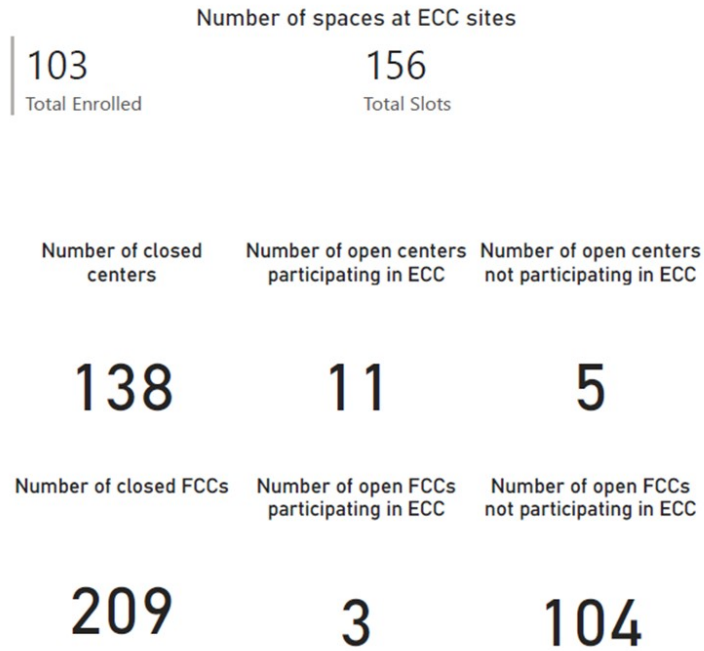 Number of spaces at ECC sites
103 156
Total Enrolled Total Slots
Number of closed
centers
Number of open centers
participating in ECC
Number of open centers
not participating in ECC
138 11 5
Number of closed FCCs
Number of open FCCs
participating in ECC
Number of open FCCs
not participating in ECC
209 3 104